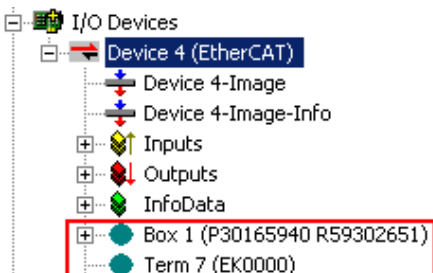 I/O Devices
Device 4 (EtherCAT)
Device 4-Image
Device 4-Image-Info
Inputs
Outputs
InfoData
Box 1 (P30165940 R59302651)
Term 7 (EK0000)